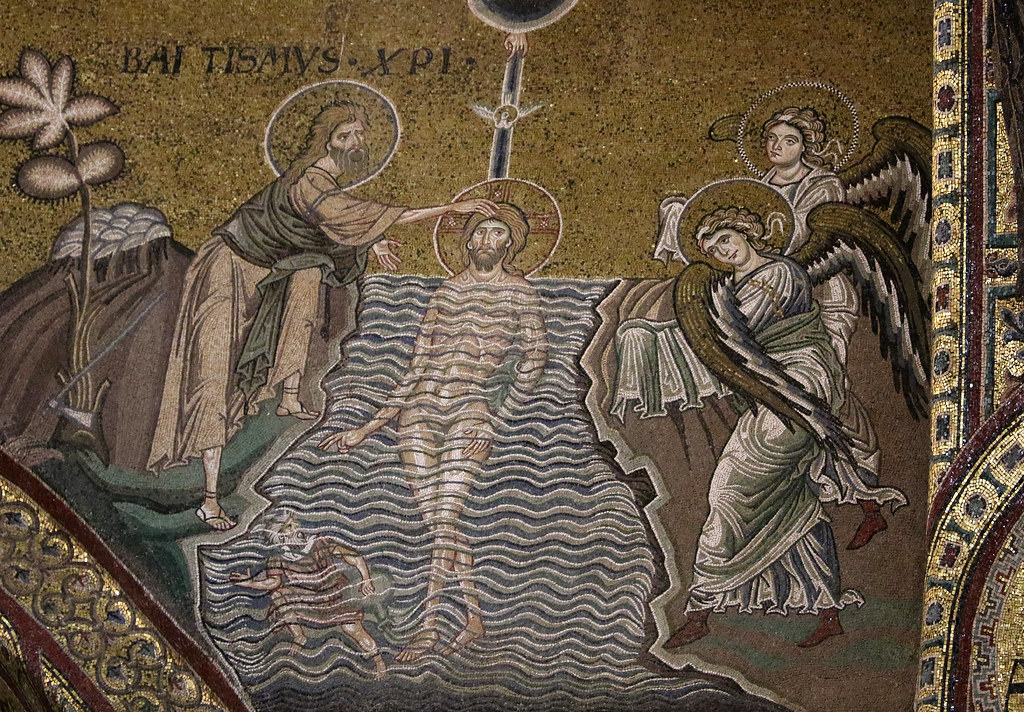 BAI TISMVS · XPI ·